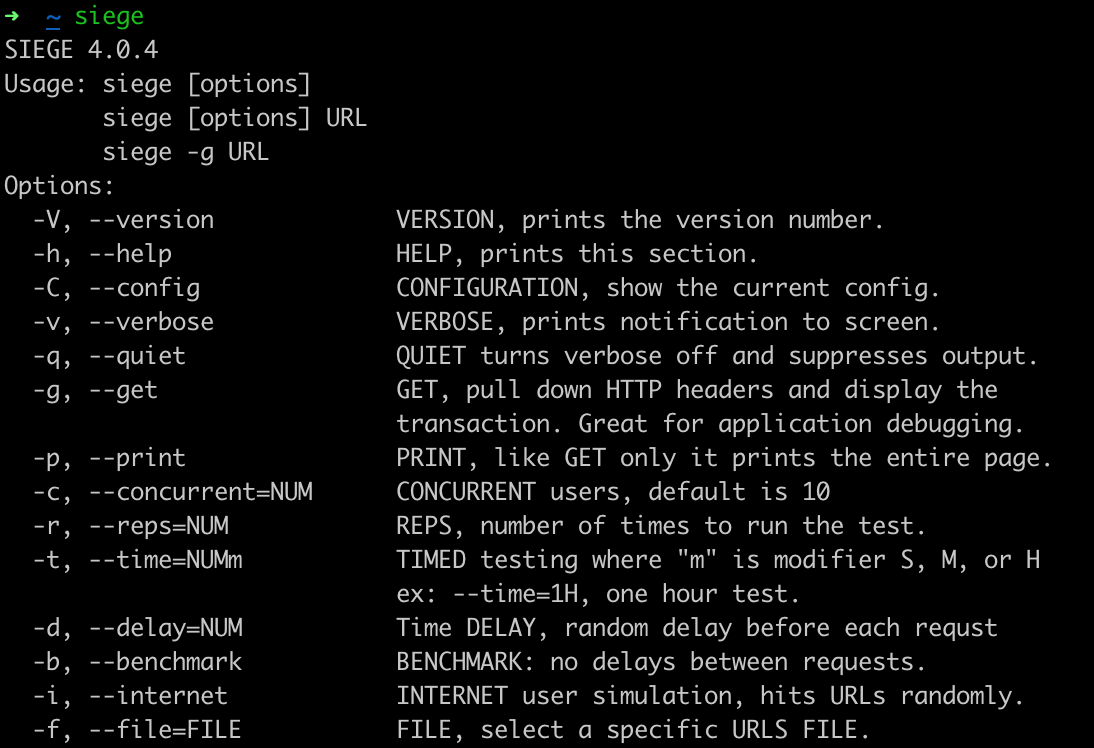 ➜  ~ siege
SIEGE 4.0.4
Usage: siege [options]
       siege [options] URL
       siege -g URL
Options:
  -V, --version             VERSION, prints the version number.
  -h, --help                HELP, prints this section.
  -C, --config              CONFIGURATION, show the current config.
  -v, --verbose             VERBOSE, prints notification to screen.
  -q, --quiet               QUIET turns verbose off and suppresses output.
  -g, --get                 GET, pull down HTTP headers and display the
                            transaction. Great for application debugging.
  -p, --print               PRINT, like GET only it prints the entire page.
  -c, --concurrent=NUM      CONCURRENT users, default is 10
  -r, --reps=NUM            REPS, number of times to run the test.
  -t, --time=NUMm           TIMED testing where "m" is modifier S, M, or H
                            ex: --time=1H, one hour test.
  -d, --delay=NUM           Time DELAY, random delay before each requst
  -b, --benchmark           BENCHMARK: no delays between requests.
  -i, --internet            INTERNET user simulation, hits URLs randomly.
  -f, --file=FILE           FILE, select a specific URLS FILE.